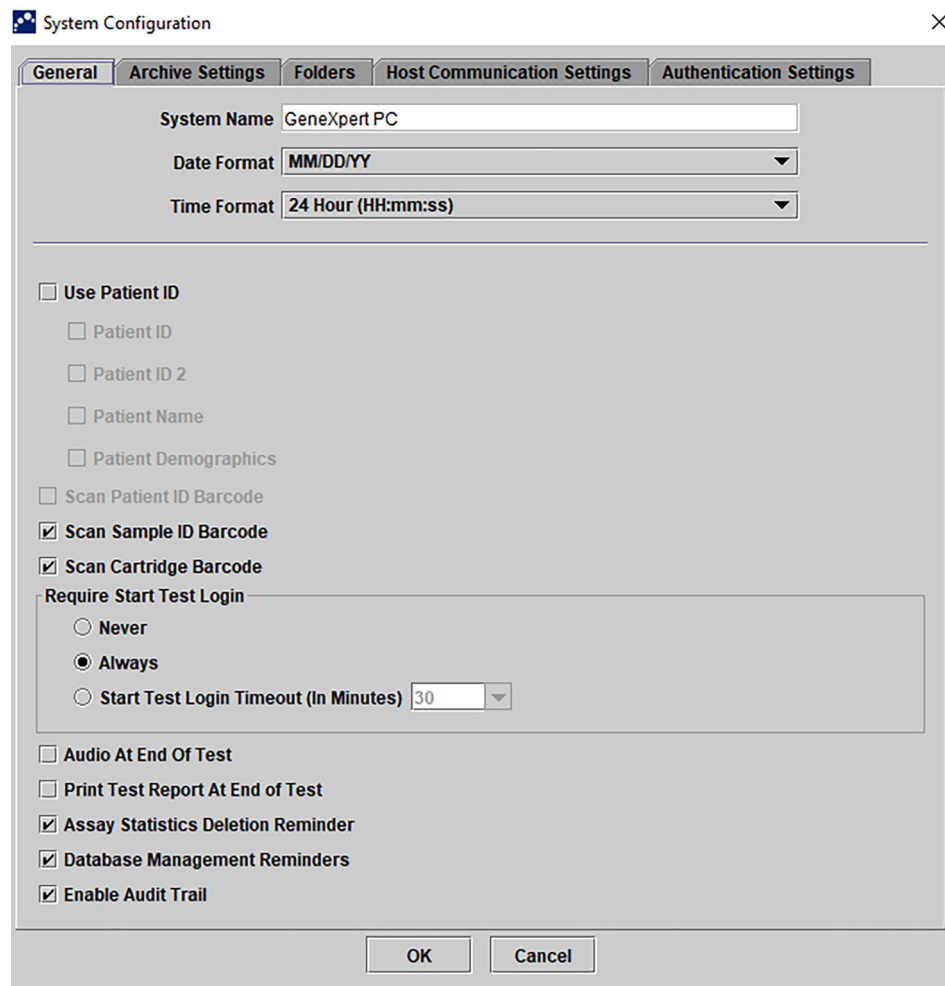 System Configuration
General Archive Settings Folders Host Communication Settings Authentication Settings
System Name GeneXpert PC
Date Format MM/DD/YY
Time Format 24 Hour (HH:mm:ss)
Use Patient ID
Patient ID
Patient ID 2
Patient Name
Patient Demographics
Scan Patient ID Barcode
Scan Sample ID Barcode
Scan Cartridge Barcode
Require Start Test Login
Never
Always
Start Test Login Timeout (In Minutes) 30
Audio At End Of Test
Print Test Report At End of Test
Assay Statistics Deletion Reminder
Database Management Reminders
Enable Audit Trail
OK Cancel